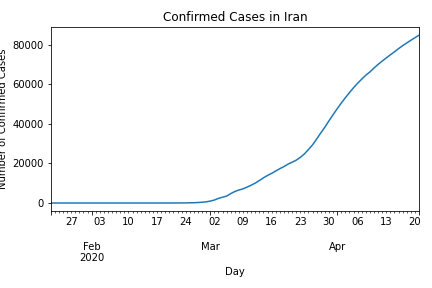 Confirmed Cases in Iran
Number of Confirmed Cases
80000
60000
40000
20000
0
27 03 10 17 24 02 09 16 23 30 06 13 20
Feb Mar Apr
2020
Day